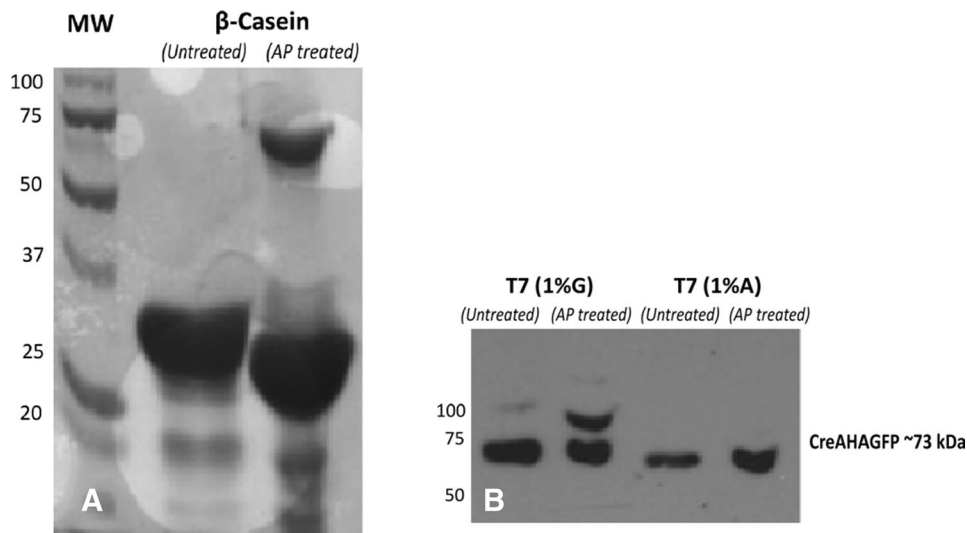 MW
β-Casein
(Untreated) (AP treated)
100
75
50
37
25
20
A
T7 (1%G) T7 (1%A)
(Untreated) (AP treated) (Untreated) (AP treated)
100
75
50
CreAHAGFP ~73 kDa
B